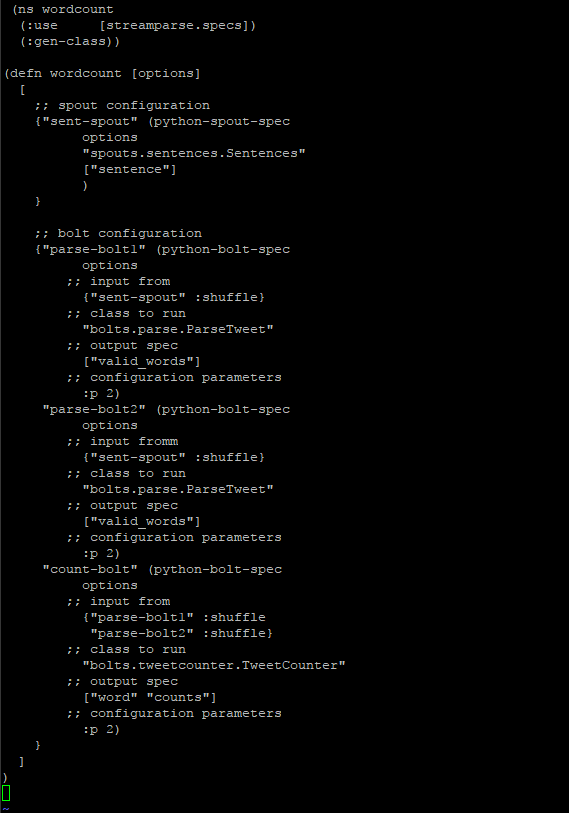 (ns wordcount
  (:use     [streamparse.specs])
  (:gen-class))

(defn wordcount [options]
  [
    ;; spout configuration
    {"sent-spout" (python-spout-spec
          options
          "spouts.sentences.Sentences"
          ["sentence"]
          )
    }

    ;; bolt configuration
    {"parse-bolt1" (python-bolt-spec
          options
        ;; input from
          {"sent-spout" :shuffle}
        ;; class to run
          "bolts.parse.ParseTweet"
        ;; output spec
          ["valid_words"]
        ;; configuration parameters
          :p 2)
     "parse-bolt2" (python-bolt-spec
          options
        ;; input fromm
          {"sent-spout" :shuffle}
        ;; class to run
          "bolts.parse.ParseTweet"
        ;; output spec
          ["valid_words"]
        ;; configuration parameters
          :p 2)
     "count-bolt" (python-bolt-spec
          options
        ;; input from
          {"parse-bolt1" :shuffle
           "parse-bolt2" :shuffle}
        ;; class to run
          "bolts.tweetcounter.TweetCounter"
        ;; output spec
          ["word" "counts"]
        ;; configuration parameters
          :p 2)
    }
  ]
)
~